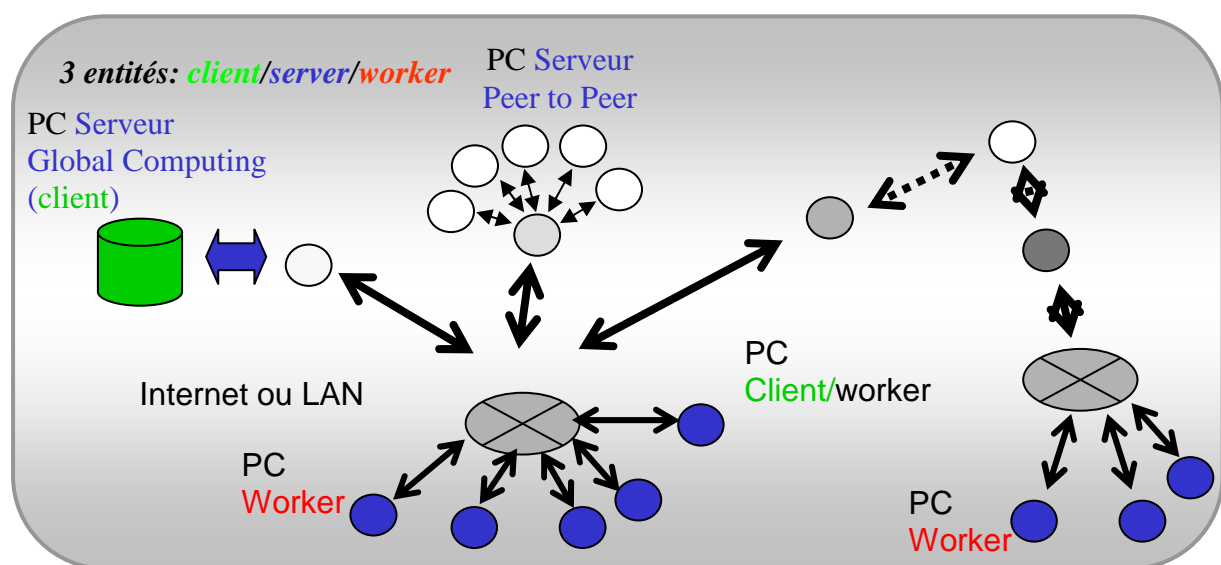 3 entités: client/server/worker
PC Serveur
Peer to Peer
PC Serveur
Global Computing
(client)
Internet ou LAN
PC
Client/worker
PC
Worker
PC
Worker